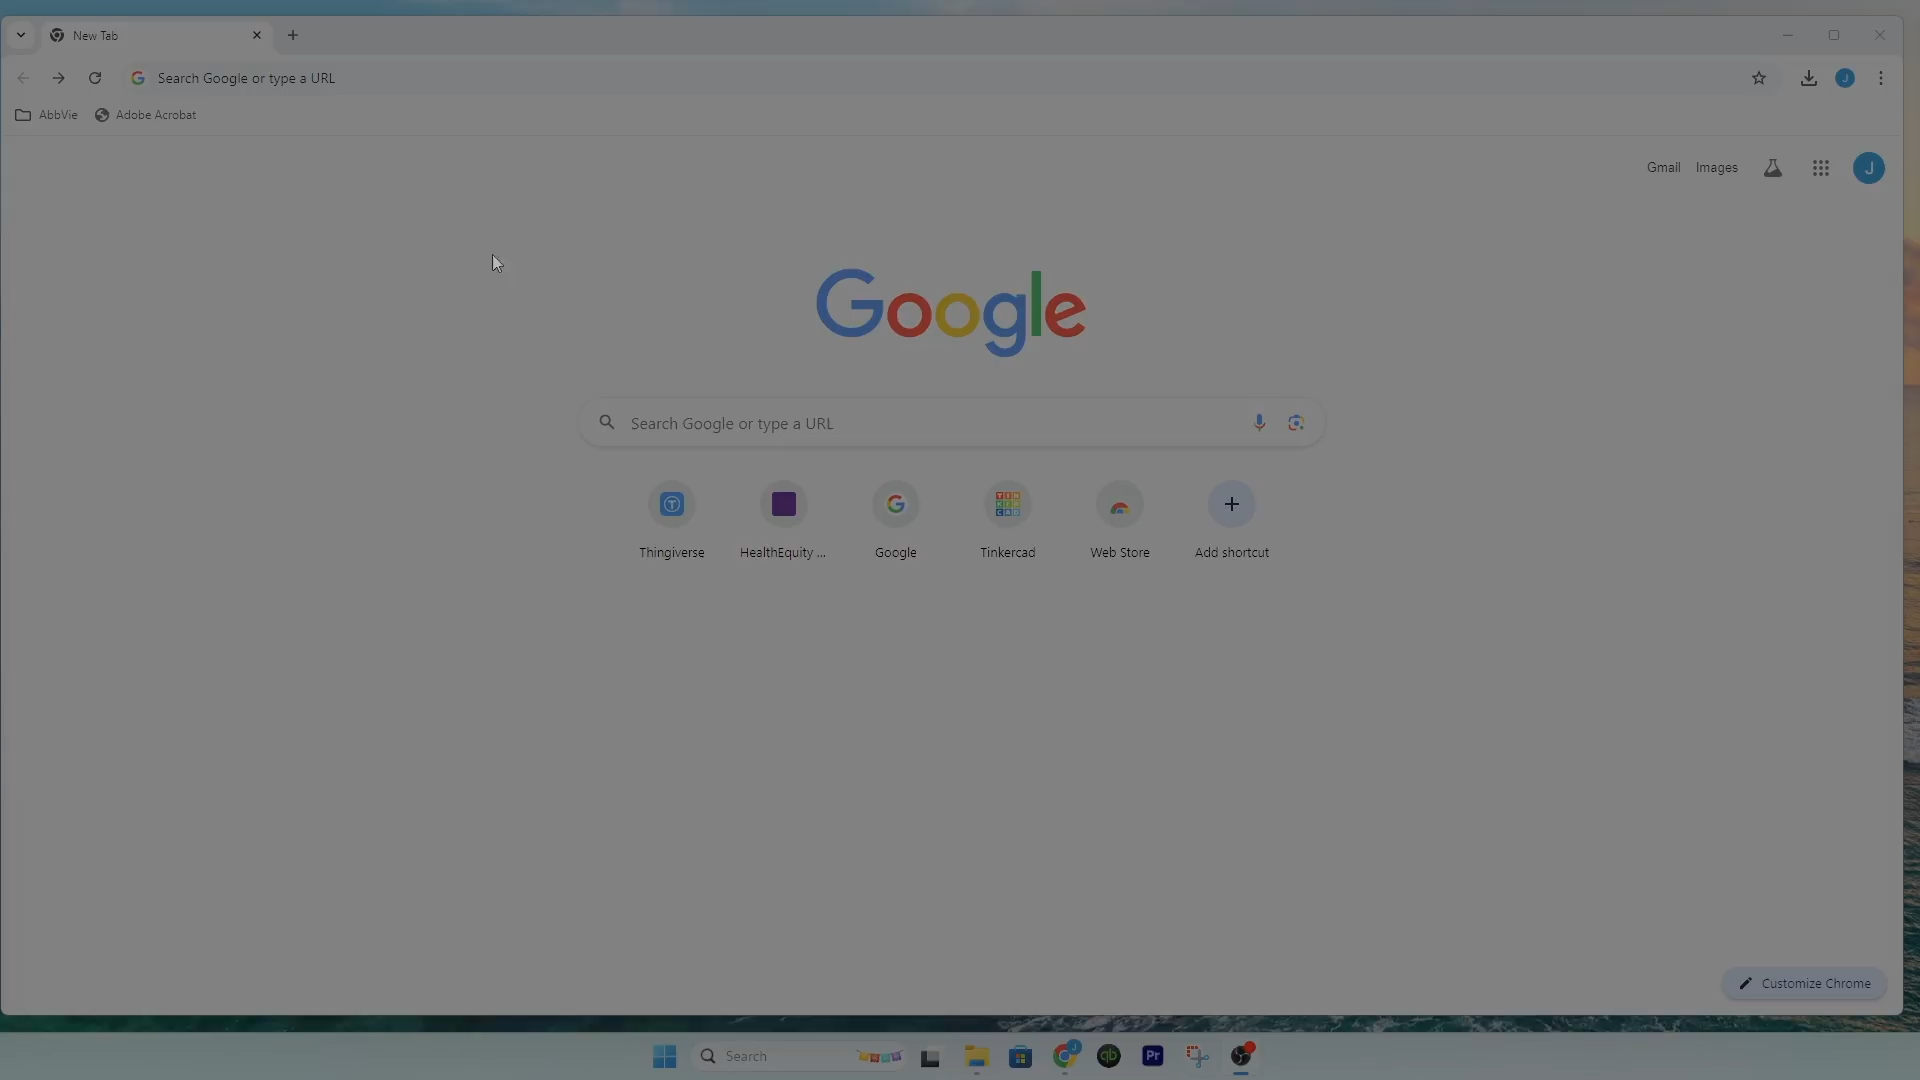 New Tab
Search Google or type a URL
AbbVie
Adobe Acrobat
Gmail
Images
J
Google
Search Google or type a URL
Thingiverse
HealthEquity ...
Google
Tinkercad
Web Store
Add shortcut
Customize Chrome
Search
J
qb
Pr